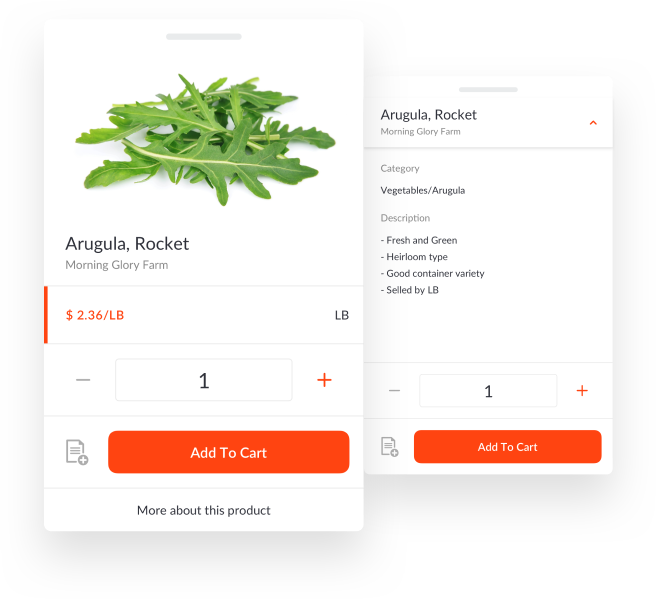 Arugula, Rocket
Morning Glory Farm
$ 2.36/LB
LB
1
Add To Cart
More about this product
Arugula, Rocket
Morning Glory Farm
Category
Vegetables/Arugula
Description
- Fresh and Green
- Heirloom type
- Good container variety
- Selled by LB
1
Add To Cart